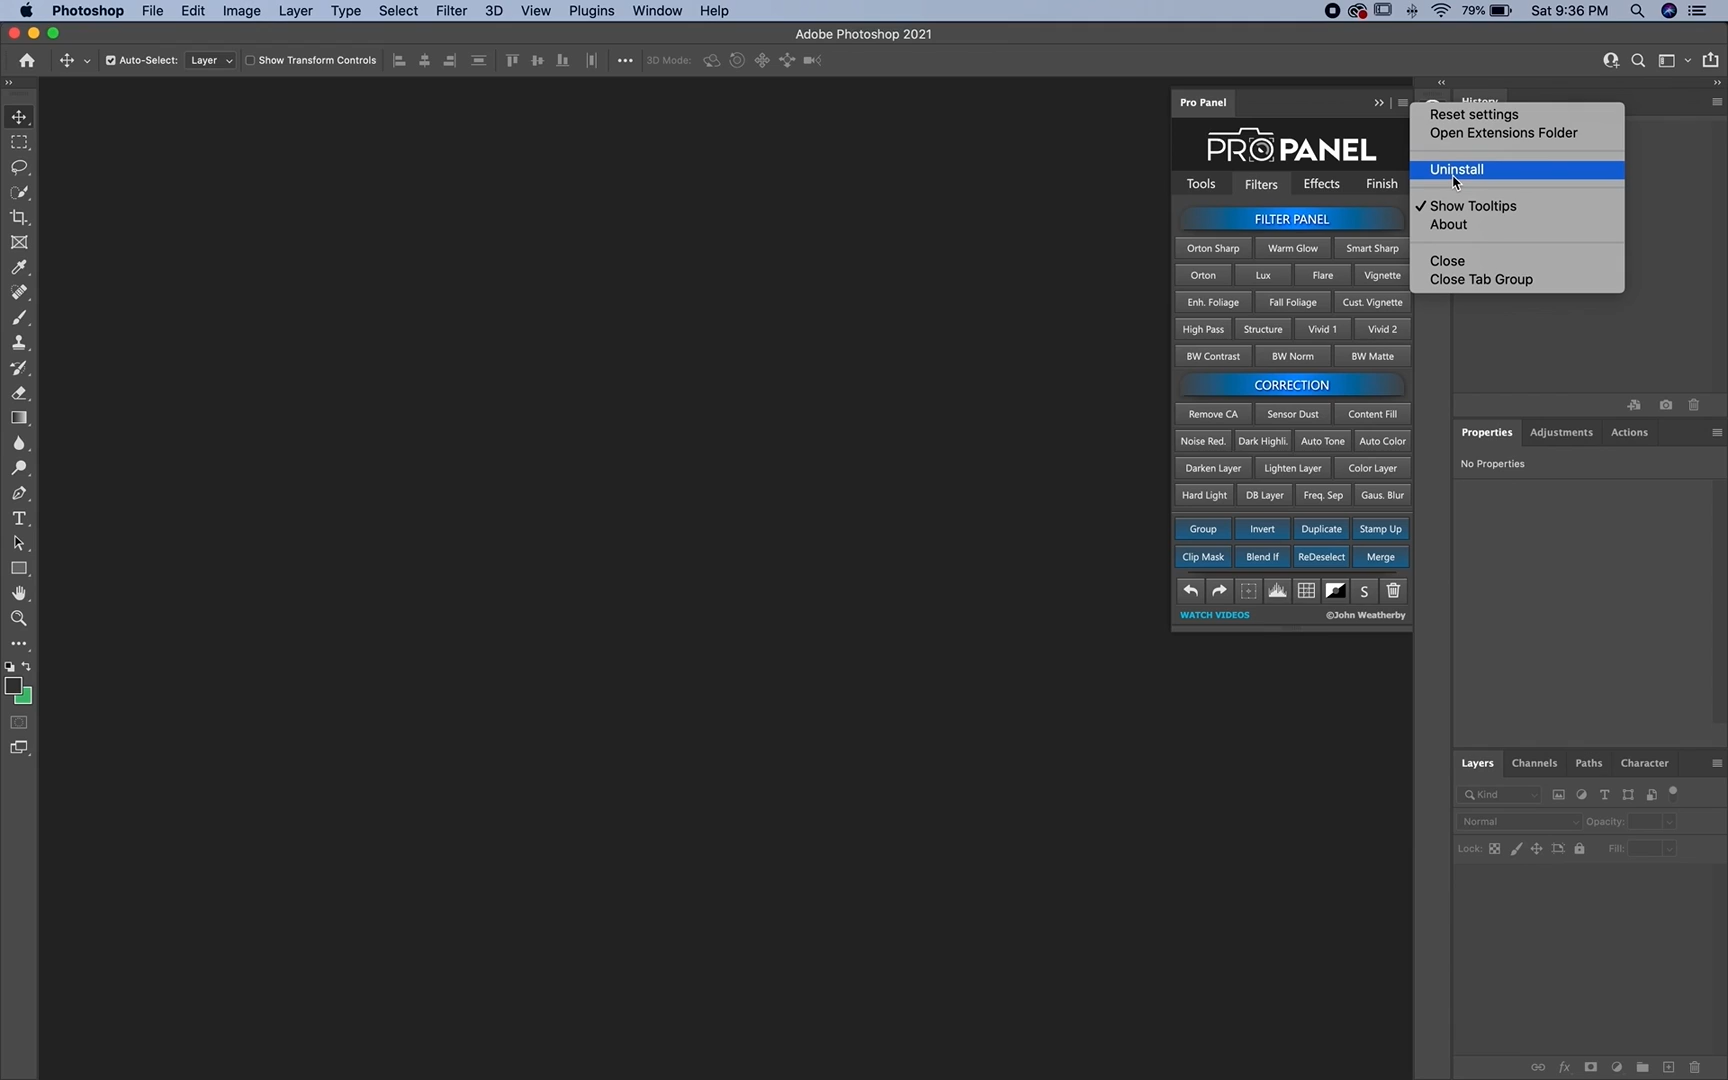 Photoshop File Edit Image Layer Type Select Filter 3D View Plugins Window Help 79% Sat 9:36 PM
Adobe Photoshop 2021
Auto-Select: Layer Show Transform Controls 3D Mode:
Pro Panel
PROPANEL
Tools Filters Effects Finish
FILTER PANEL
Orton Sharp Warm Glow Smart Sharp
Orton Lux Flare Vignette
Enh. Foliage Fall Foliage Cust. Vignette
High Pass Structure Vivid 1 Vivid 2
BW Contrast BW Norm BW Matte
CORRECTION
Remove CA Sensor Dust Content Fill
Noise Red. Dark Highli. Auto Tone Auto Color
Darken Layer Lighten Layer Color Layer
Hard Light DB Layer Freq. Sep Gaus. Blur
Group Invert Duplicate Stamp Up
Clip Mask Blend If ReDeselect Merge
S
WATCH VIDEOS ©John Weatherby
History
Reset settings
Open Extensions Folder
Uninstall
✓ Show Tooltips
About
Close
Close Tab Group
Properties Adjustments Actions
No Properties
Layers Channels Paths Character
Kind
Normal Opacity:
Lock: Fill:
fx